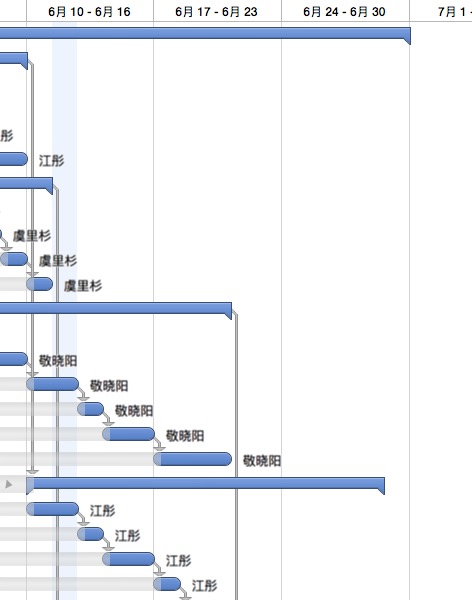 6月 10 - 6月 16
6月 17 - 6月 23
6月 24 - 6月 30
7月 1 -
彤
江彤
虞里杉
虞里杉
虞里杉
敬晓阳
敬晓阳
敬晓阳
敬晓阳
敬晓阳
江彤
江彤
江彤
江彤